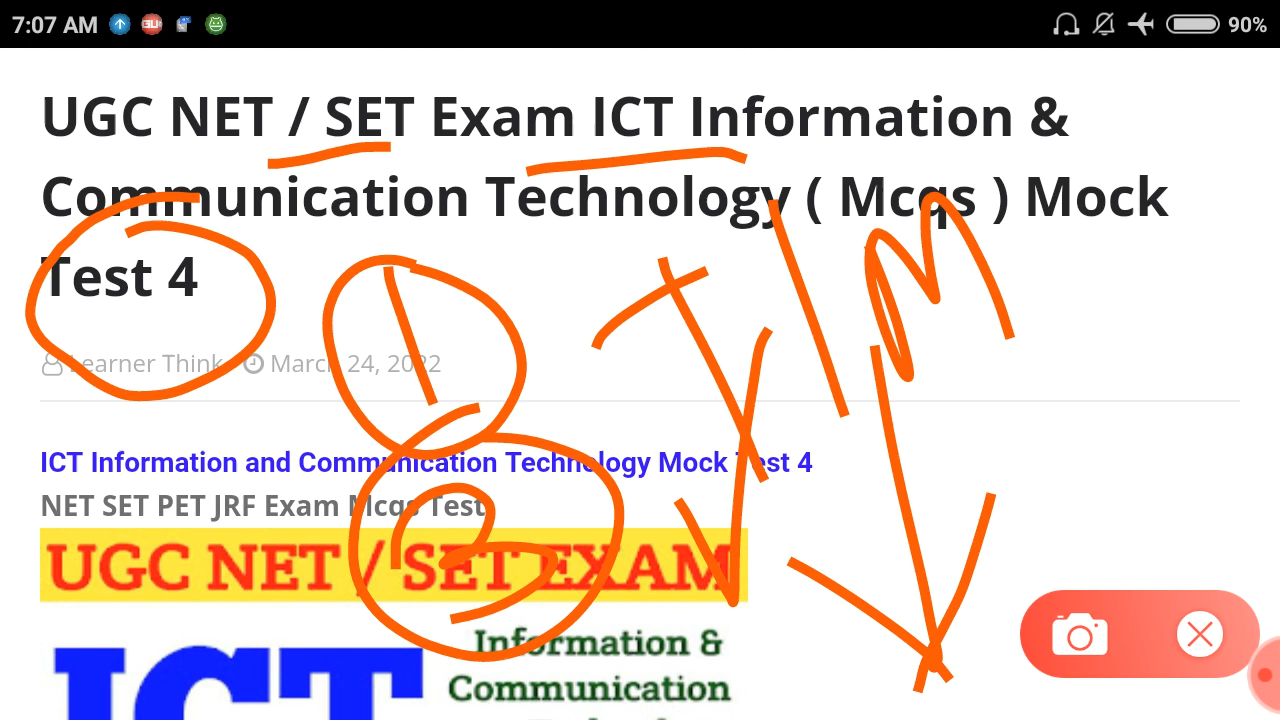 7:07 AM
90%
UGC NET / SET Exam ICT Information &
Communication Technology ( Mcqs ) Mock
Test 4
Learner Think
March 24, 2022
ICT Information and Communication Technology Mock Test 4
NET SET PET JRF Exam Mcqs Test
UGC NET / SET EXAM
ICT
Information &
Communication